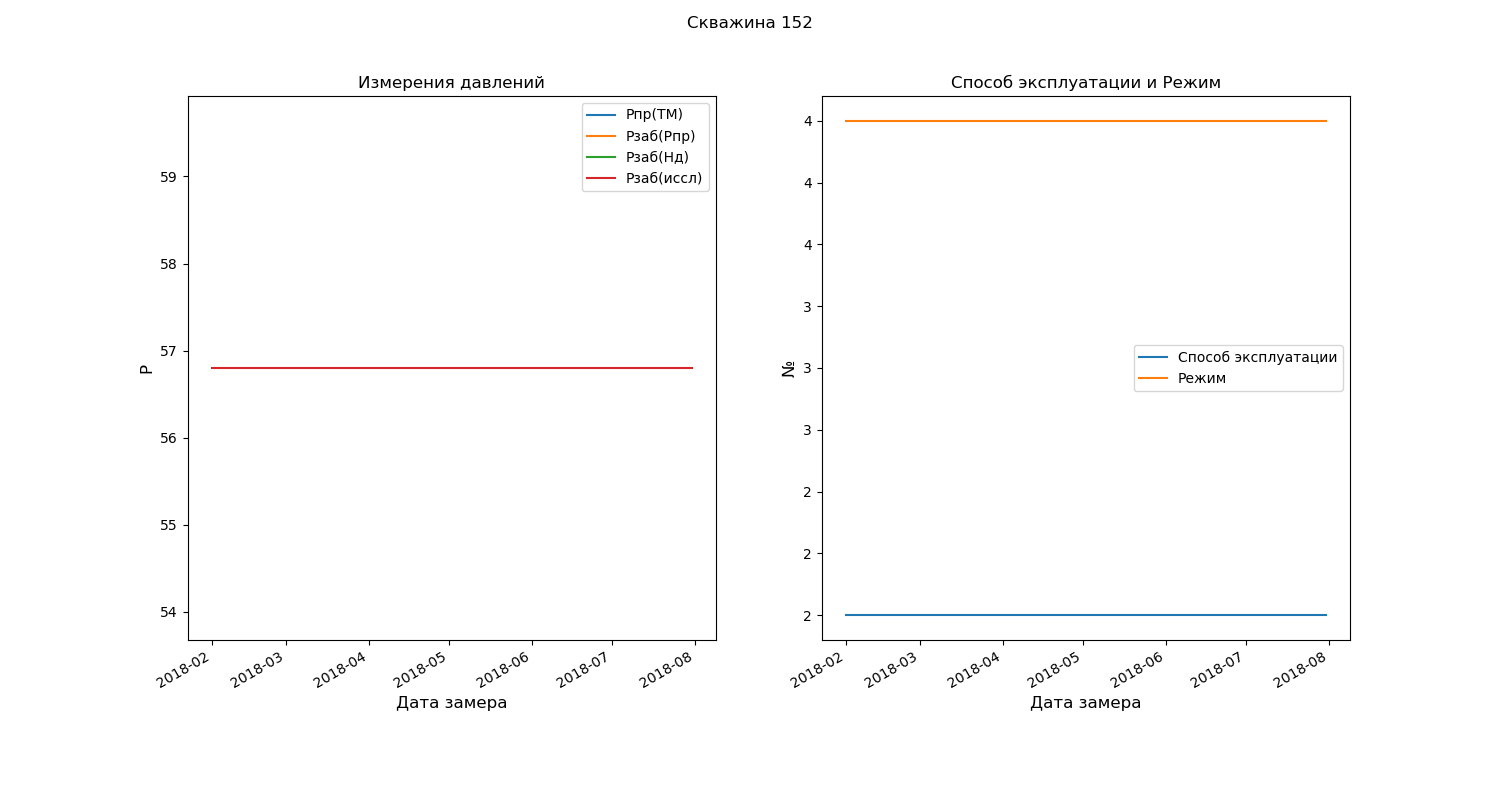 Скважина 152
Измерения давлений
Рпр(ТМ)
Рзаб(Рпр)
Рзаб(Нд)
Рзаб(иссл)
59
58
57
56
55
54
Р
2018-02
2018-03
2018-04
2018-05
2018-06
2018-07
2018-08
Дата замера
Способ эксплуатации и Режим
4
4
4
3
3
3
2
2
2
№
Способ эксплуатации
Режим
2018-02
2018-03
2018-04
2018-05
2018-06
2018-07
2018-08
Дата замера